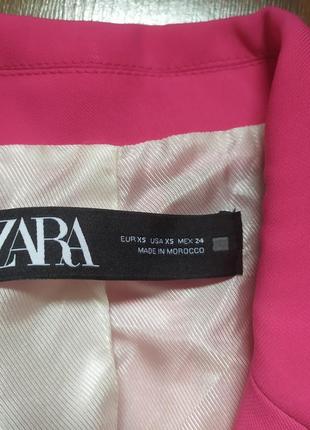 ZARA
EUR XS USA XS MEX 24
MADE IN MOROCCO